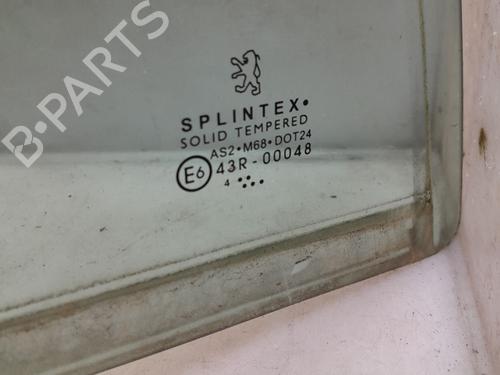 B-PARTS
SPLINTEX•
SOLID TEMPERED
AS2•M68•DOT24
E6 43R-00048
4